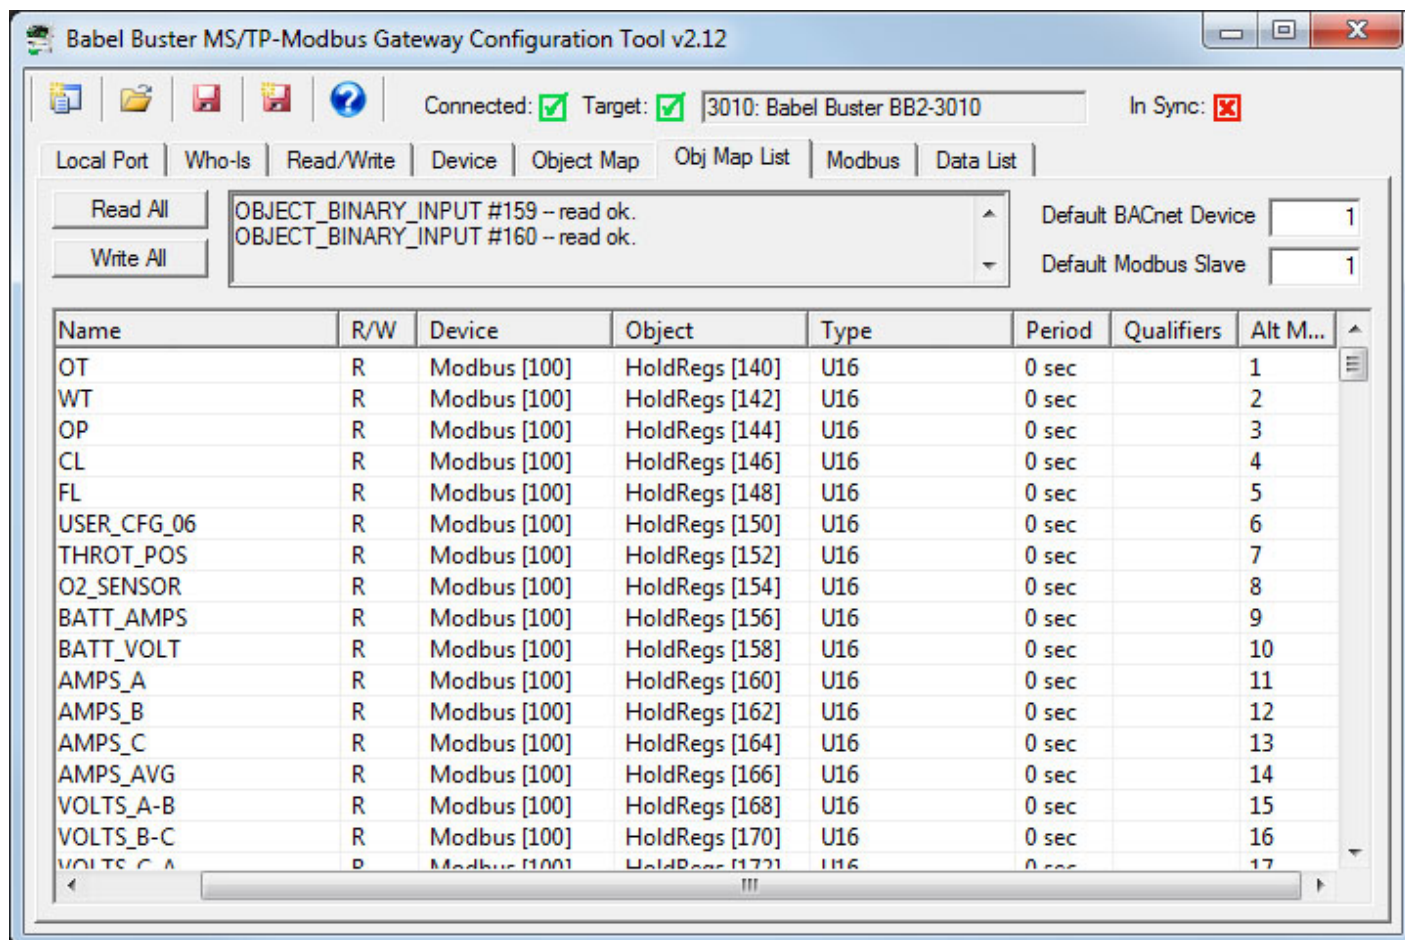 Babel Buster MS/TP-Modbus Gateway Configuration Tool v2.12
Connected: Target: 3010: Babel Buster BB2-3010 In Sync:
Local Port Who-Is Read/Write Device Object Map Obj Map List Modbus Data List
Read All OBJECT_BINARY_INPUT #159 -- read ok. Default BACnet Device 1
OBJECT_BINARY_INPUT #160 -- read ok.
Write All Default Modbus Slave 1
Name R/W Device Object Type Period Qualifiers Alt M...
OT R Modbus [100] HoldRegs [140] U16 0 sec 1
WT R Modbus [100] HoldRegs [142] U16 0 sec 2
OP R Modbus [100] HoldRegs [144] U16 0 sec 3
CL R Modbus [100] HoldRegs [146] U16 0 sec 4
FL R Modbus [100] HoldRegs [148] U16 0 sec 5
USER_CFG_06 R Modbus [100] HoldRegs [150] U16 0 sec 6
THROT_POS R Modbus [100] HoldRegs [152] U16 0 sec 7
O2_SENSOR R Modbus [100] HoldRegs [154] U16 0 sec 8
BATT_AMPS R Modbus [100] HoldRegs [156] U16 0 sec 9
BATT_VOLT R Modbus [100] HoldRegs [158] U16 0 sec 10
AMPS_A R Modbus [100] HoldRegs [160] U16 0 sec 11
AMPS_B R Modbus [100] HoldRegs [162] U16 0 sec 12
AMPS_C R Modbus [100] HoldRegs [164] U16 0 sec 13
AMPS_AVG R Modbus [100] HoldRegs [166] U16 0 sec 14
VOLTS_A-B R Modbus [100] HoldRegs [168] U16 0 sec 15
VOLTS_B-C R Modbus [100] HoldRegs [170] U16 0 sec 16
VOLTS_C-A R Modbus [100] HoldRegs [172] U16 0 sec 17